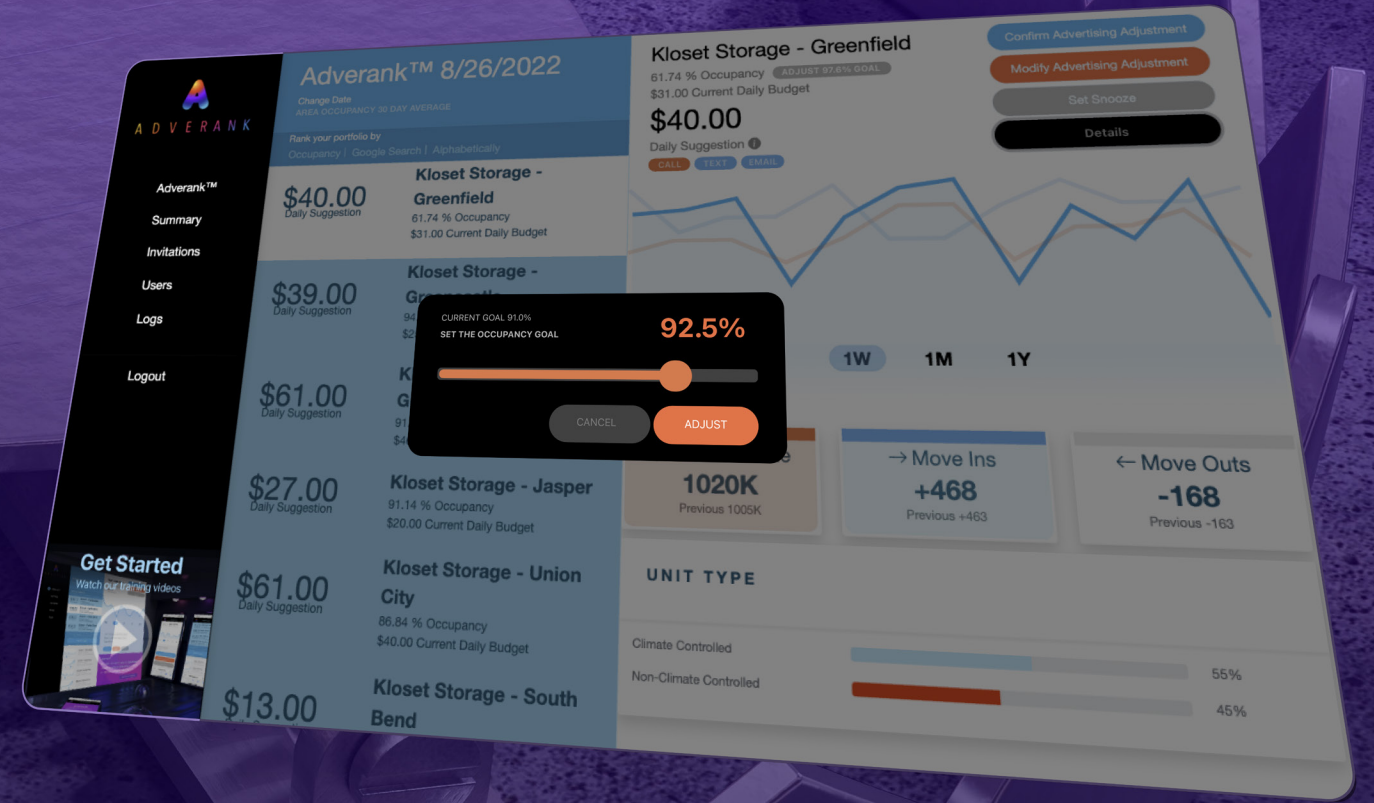 ADVERANK
Adverank™
Summary
Invitations
Users
Logs
Logout
Get Started
Watch our training videos
Adverank™ 8/26/2022
Change Date
AREA OCCUPANCY 30 DAY AVERAGE
Rank your portfolio by
Occupancy | Google Search | Alphabetically
$40.00
Daily Suggestion
Kloset Storage -
Greenfield
61.74 % Occupancy
$31.00 Current Daily Budget
$39.00
Daily Suggestion
Kloset Storage -
$61.00
Daily Suggestion
$27.00
Daily Suggestion
Kloset Storage - Jasper
91.14 % Occupancy
$20.00 Current Daily Budget
$61.00
Daily Suggestion
Kloset Storage - Union
City
86.84 % Occupancy
$40.00 Current Daily Budget
$13.00
Kloset Storage - South
Bend
CURRENT GOAL 91.0%
SET THE OCCUPANCY GOAL
92.5%
CANCEL
ADJUST
Kloset Storage - Greenfield
61.74 % Occupancy ADJUST 97.6% GOAL
$31.00 Current Daily Budget
$40.00
Daily Suggestion
CALL TEXT EMAIL
Confirm Advertising Adjustment
Modify Advertising Adjustment
Set Snooze
Details
1W 1M 1Y
1020K
Previous 1005K
→ Move Ins
+468
Previous +463
← Move Outs
-168
Previous -163
UNIT TYPE
Climate Controlled
55%
Non-Climate Controlled
45%